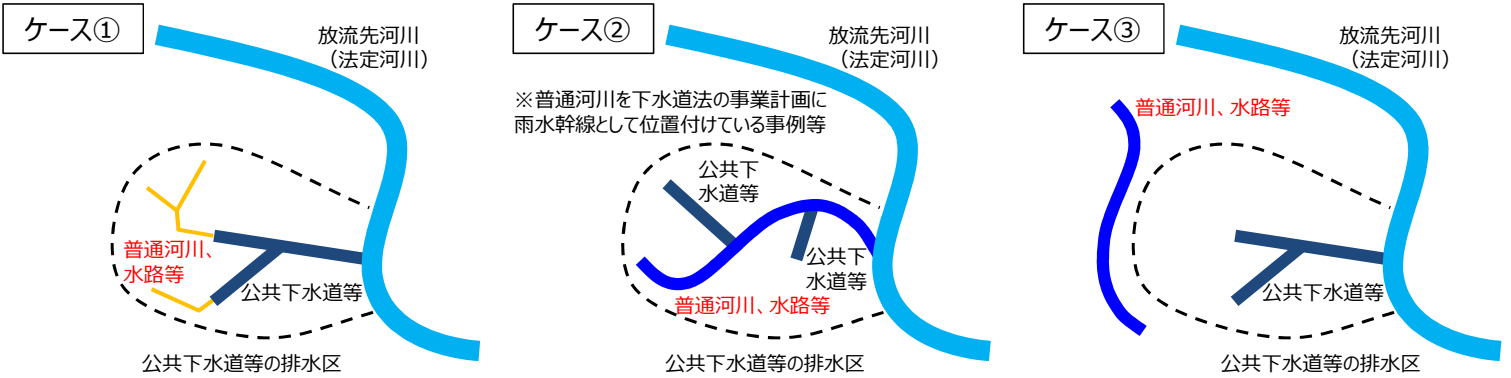 ケース①
放流先河川
（法定河川）
普通河川、
水路等
公共下水道等
公共下水道等の排水区
ケース②
放流先河川
（法定河川）
※普通河川を下水道法の事業計画に
雨水幹線として位置付けている事例等
公共下
水道等
公共下
水道等
普通河川、水路等
公共下水道等の排水区
ケース③
放流先河川
（法定河川）
普通河川、水路等
公共下水道等
公共下水道等の排水区